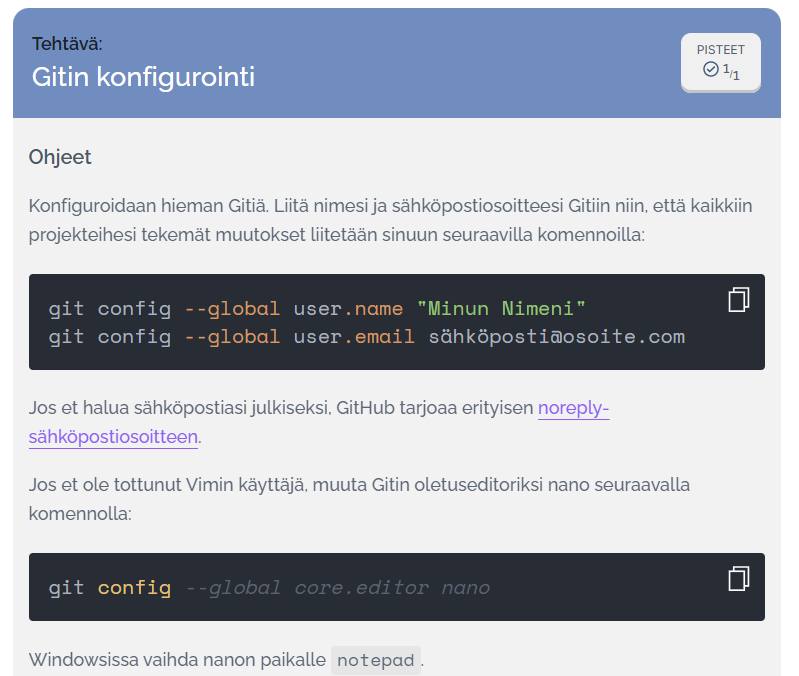 Tehtävä:
Gitin konfigurointi
PISTEET
1/1
Ohjeet
Konfiguroidaan hieman Gitiä. Liitä nimesi ja sähköpostiosoitteesi Gitiin niin, että kaikkiin
projekteihesi tekemät muutokset liitetään sinuun seuraavilla komennoilla:
git config --global user.name "Minun Nimeni"
git config --global user.email sähköposti@osoite.com
Jos et halua sähköpostiasi julkiseksi, GitHub tarjoaa erityisen noreply-
sähköpostiosoitteen.
Jos et ole tottunut Vimin käyttäjä, muuta Gitin oletuseditoriksi nano seuraavalla
komennolla:
git config --global core.editor nano
Windowsissa vaihda nanon paikalle notepad.